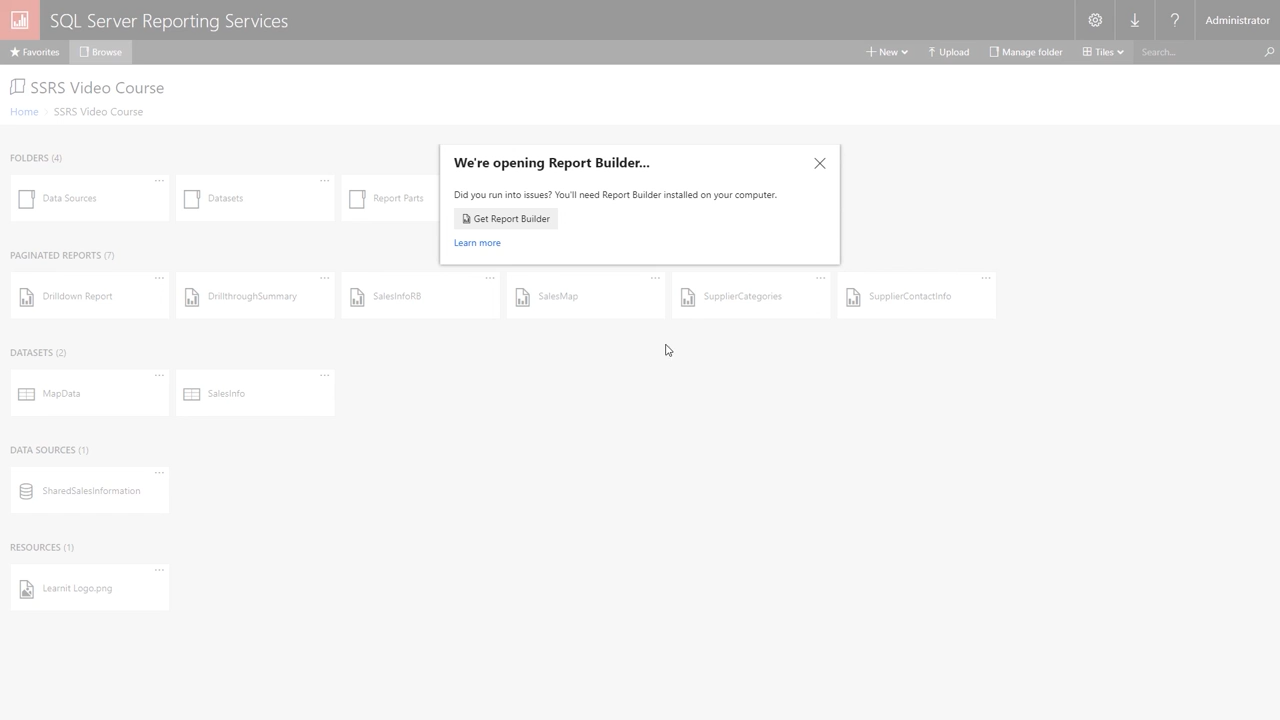 SQL Server Reporting Services
Administrator
Favorites
Browse
New
Upload
Manage folder
Tiles
Search...
SSRS Video Course
Home
SSRS Video Course
We're opening Report Builder...
Did you run into issues? You'll need Report Builder installed on your computer.
Get Report Builder
Learn more
FOLDERS (4)
Data Sources
Datasets
Report Parts
PAGINATED REPORTS (7)
Drilldown Report
DrillthroughSummary
SalesInfoRB
SalesMap
SupplierCategories
SupplierContactInfo
DATASETS (2)
MapData
SalesInfo
DATA SOURCES (1)
SharedSalesInformation
RESOURCES (1)
Learnit Logo.png